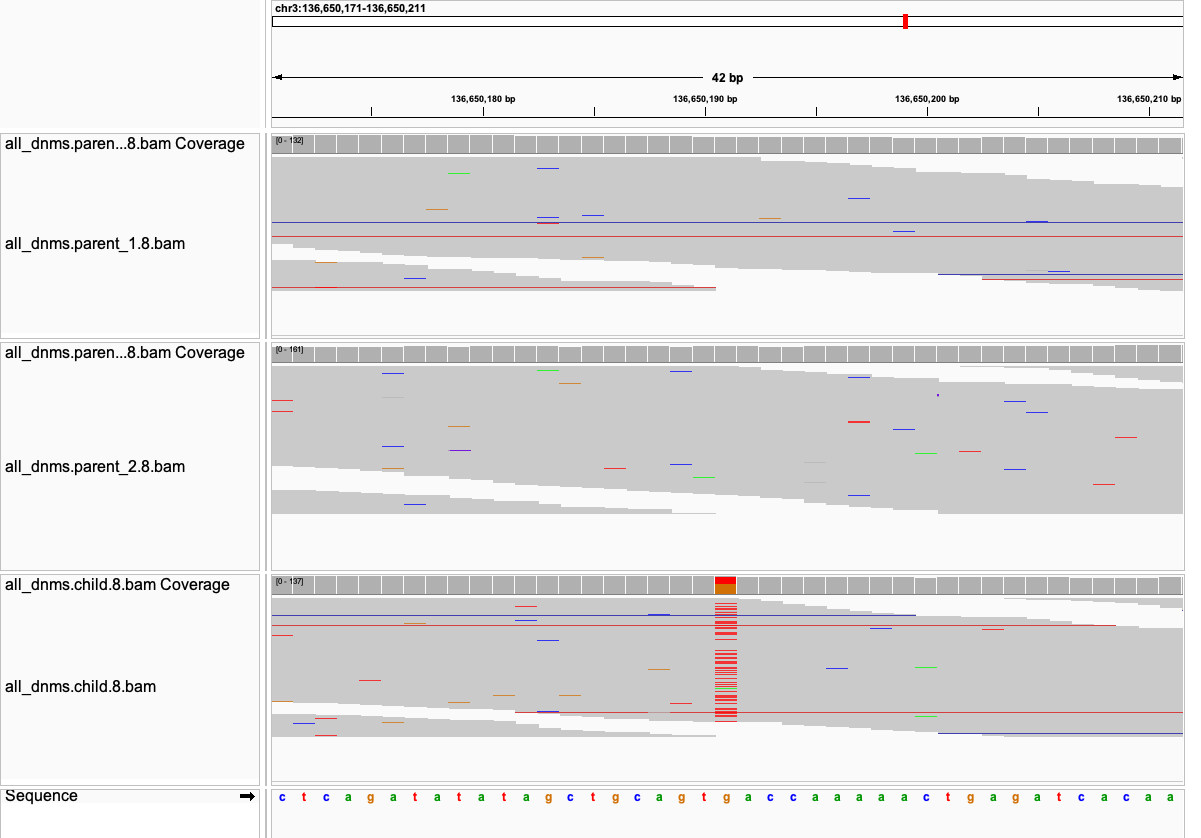 chr3:136,650,171-136,650,211
42 bp
136,650,180 bp 136,650,190 bp 136,650,200 bp 136,650,210 bp
all_dnms.paren...8.bam Coverage
[0 - 132]
all_dnms.parent_1.8.bam
all_dnms.paren...8.bam Coverage
[0 - 161]
all_dnms.parent_2.8.bam
all_dnms.child.8.bam Coverage
[0 - 137]
all_dnms.child.8.bam
Sequence c t c a g a t a t a t a g c t g c a g t g a c c a a a a a c t g a g a t c a c a a